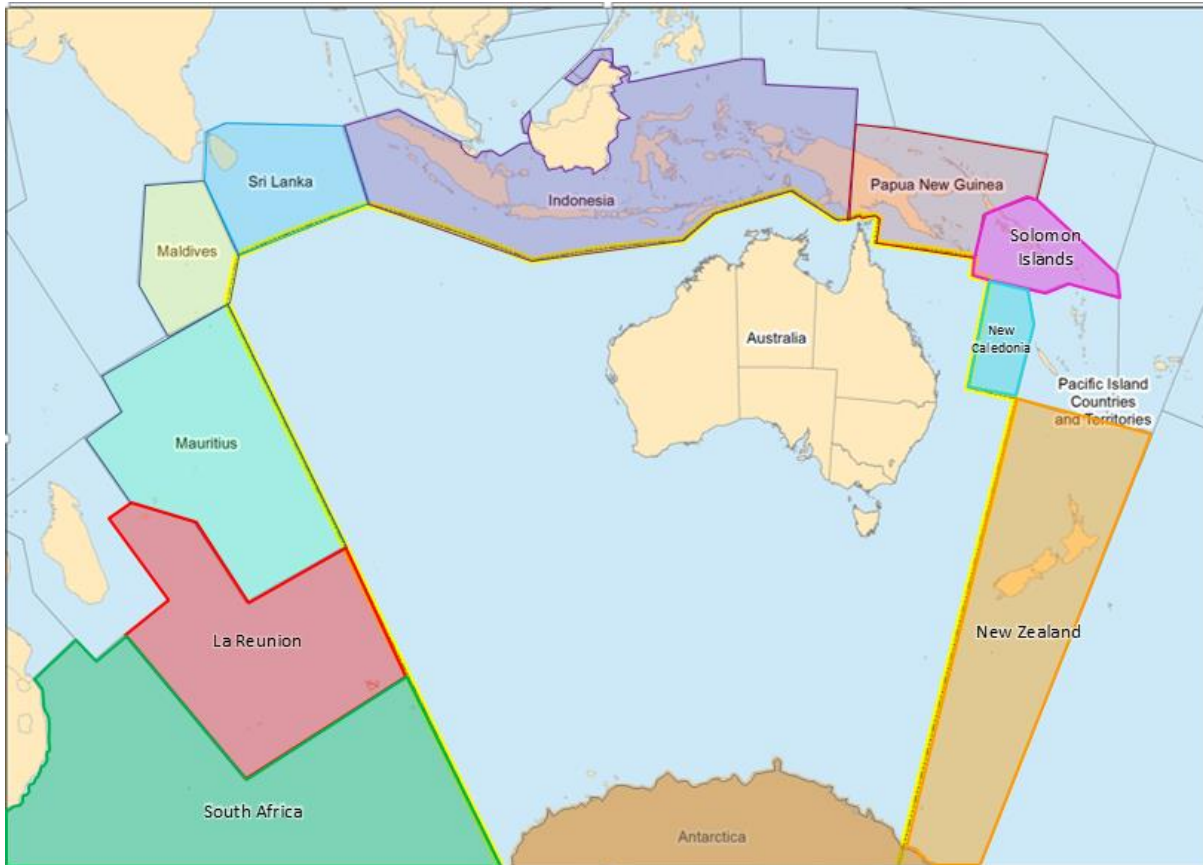 Sri Lanka
Indonesia
Papua New Guinea
Maldives
Solomon
Islands
Australia
New
Caledonia
Pacific Island
Countries
and Territories
Mauritius
La Reunion
New Zealand
South Africa
Antarctica